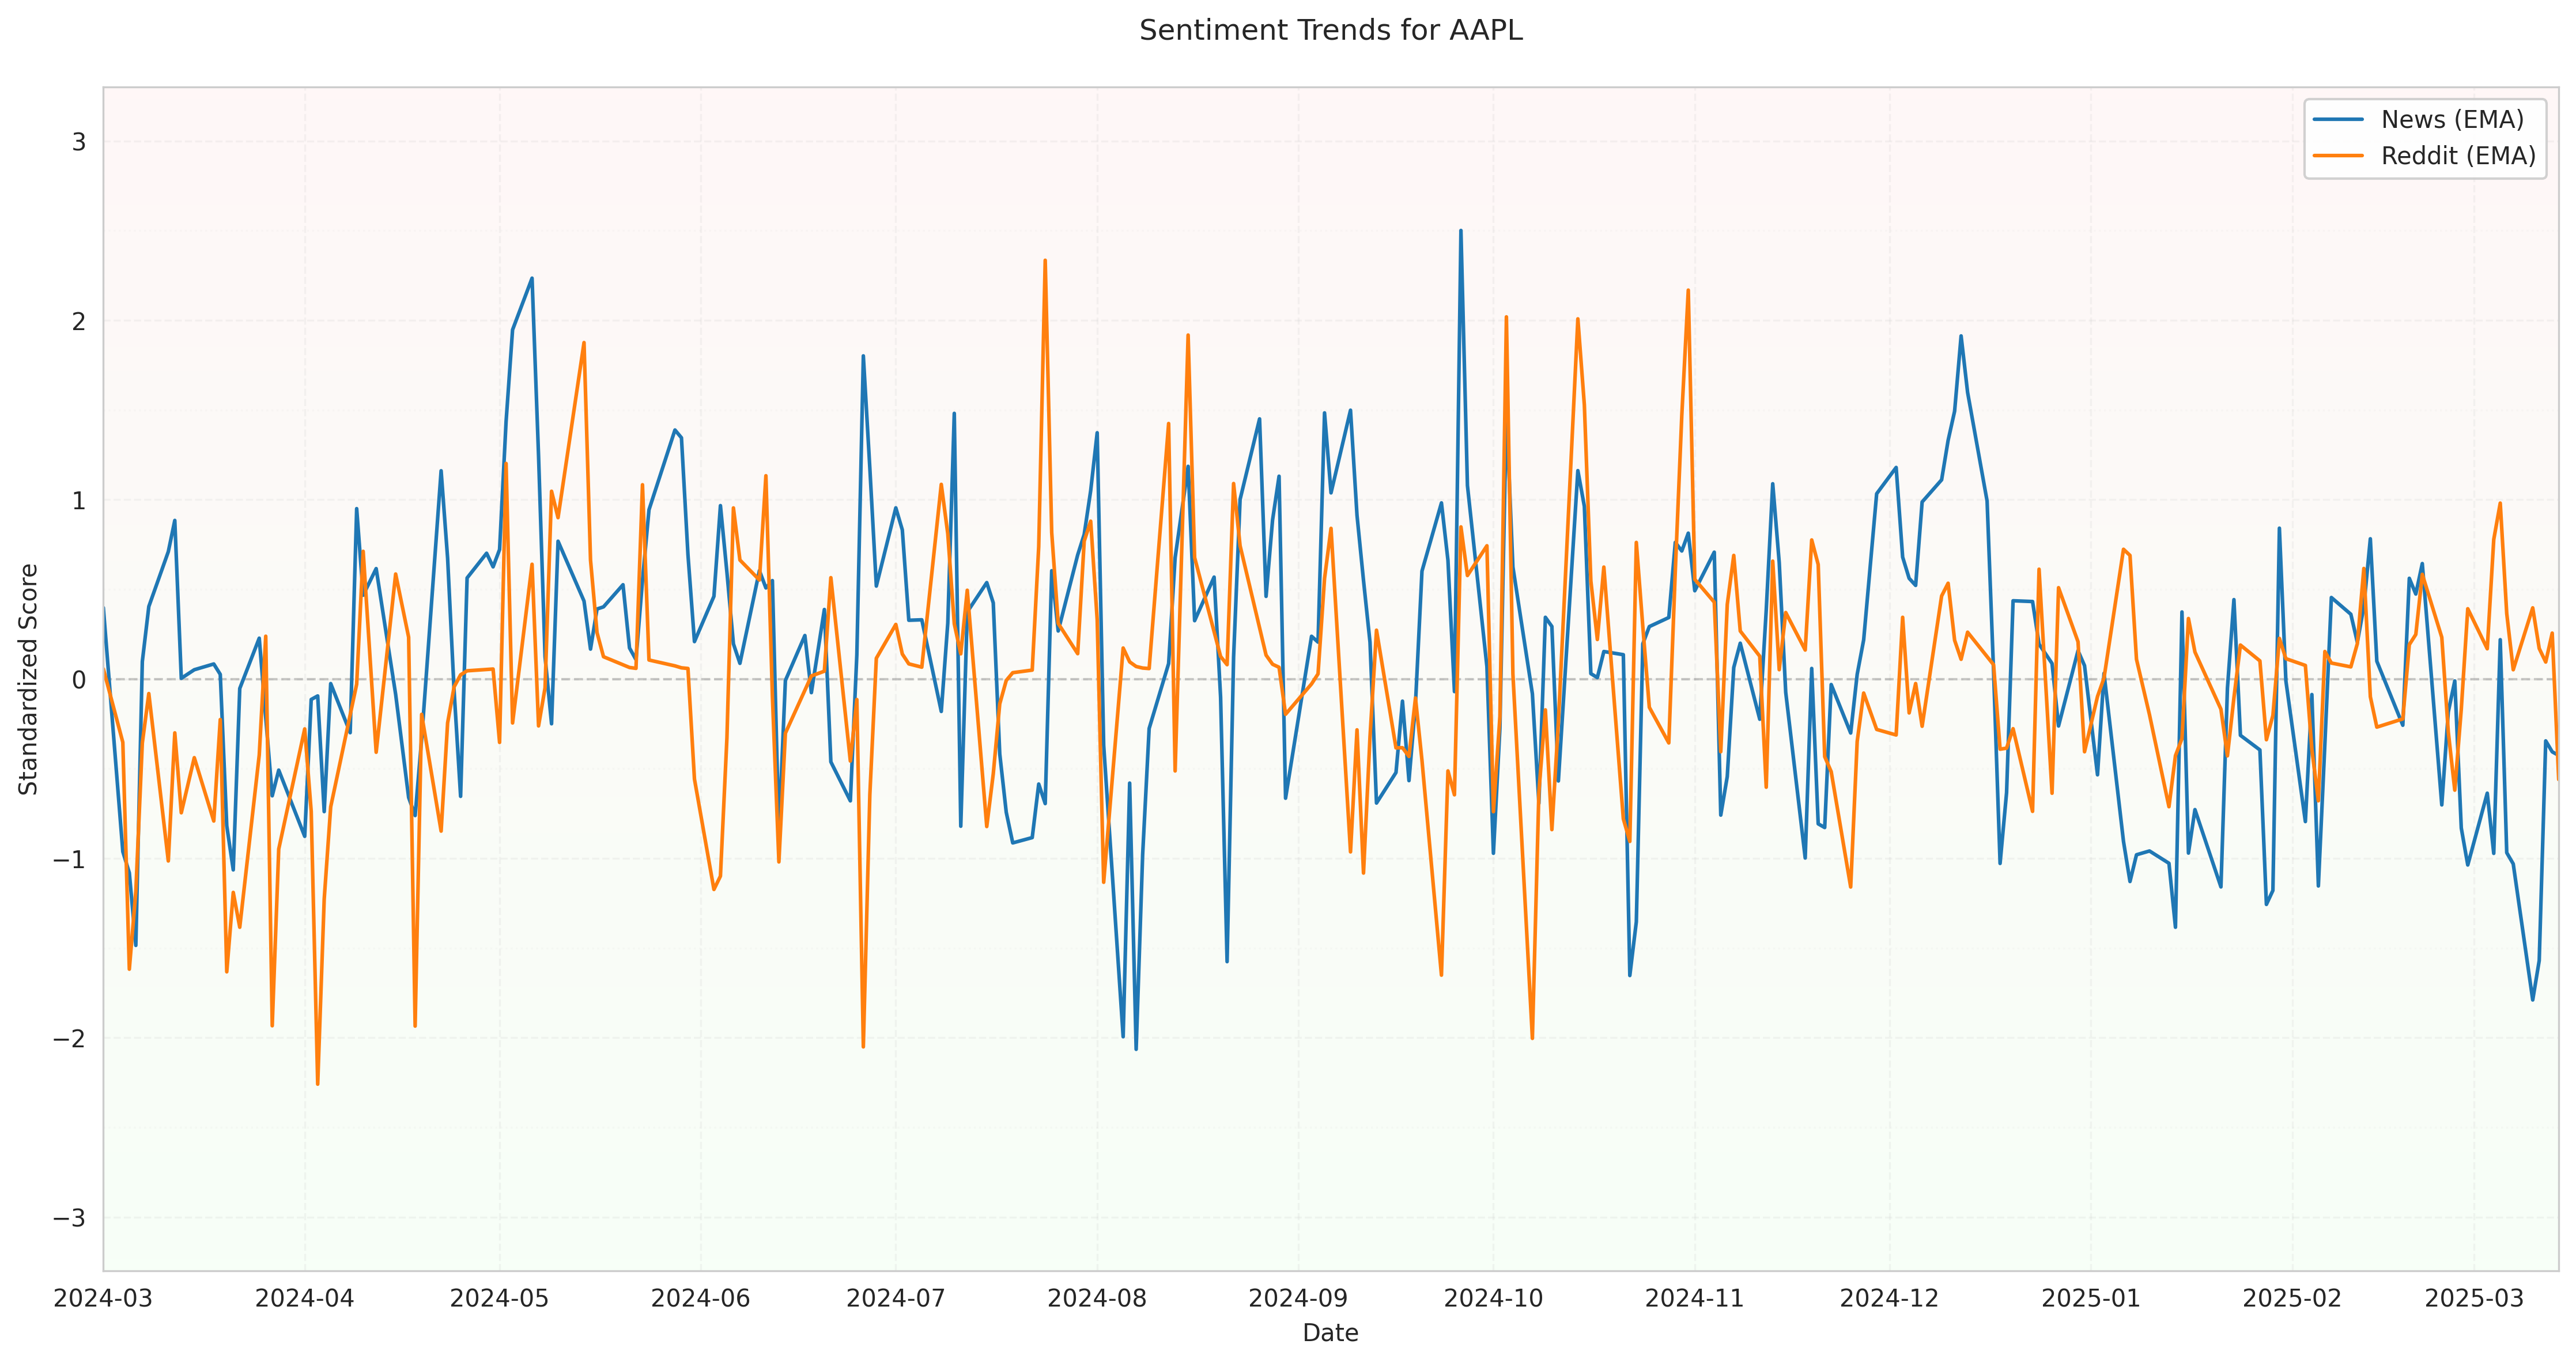 Sentiment Trends for AAPL
News (EMA)
Reddit (EMA)
3
2
1
0
−1
−2
−3
Standardized Score
2024-03 2024-04 2024-05 2024-06 2024-07 2024-08 2024-09 2024-10 2024-11 2024-12 2025-01 2025-02 2025-03
Date